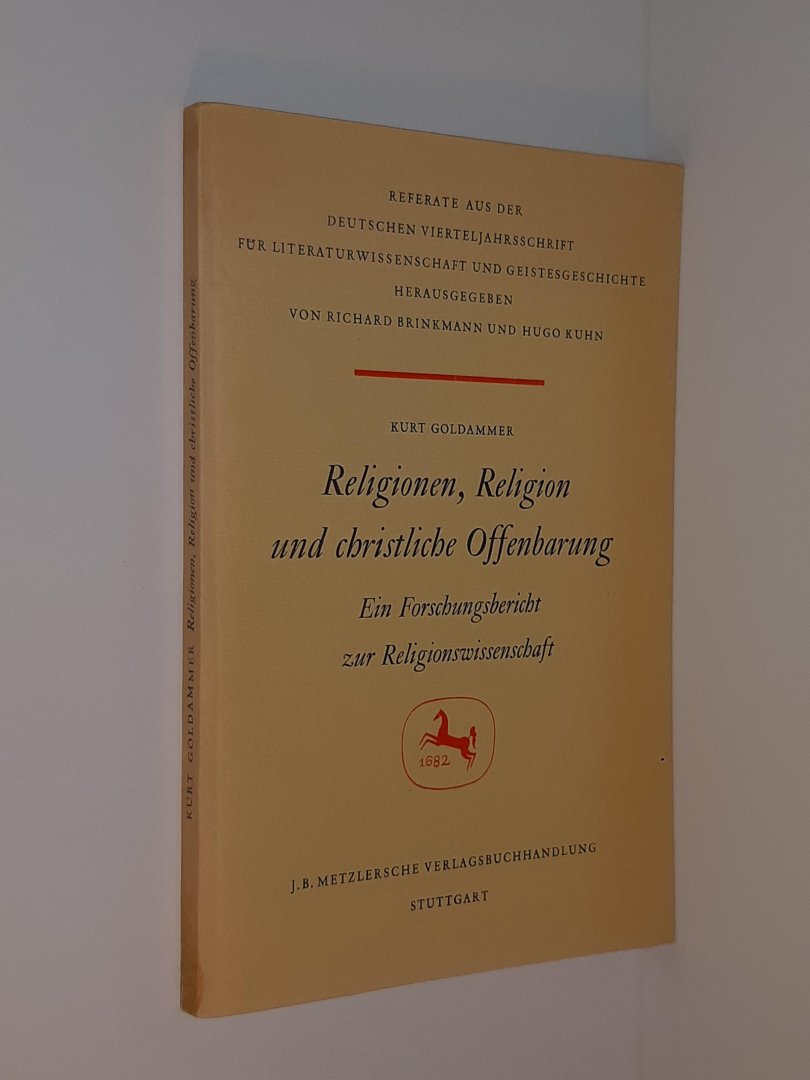 REFERATE AUS DER
DEUTSCHEN VIERTELJAHRSSCHRIFT
FÜR LITERATURWISSENSCHAFT UND GEISTESGESCHICHTE
HERAUSGEGEBEN
VON RICHARD BRINKMANN UND HUGO KUHN
KURT GOLDAMMER
Religionen, Religion
und christliche Offenbarung
Ein Forschungsbericht
zur Religionswissenschaft
1682
J.B. METZLERSCHE VERLAGSBUCHHANDLUNG
STUTTGART
KURT GOLDAMMER Religionen, Religion und christliche Offenbarung